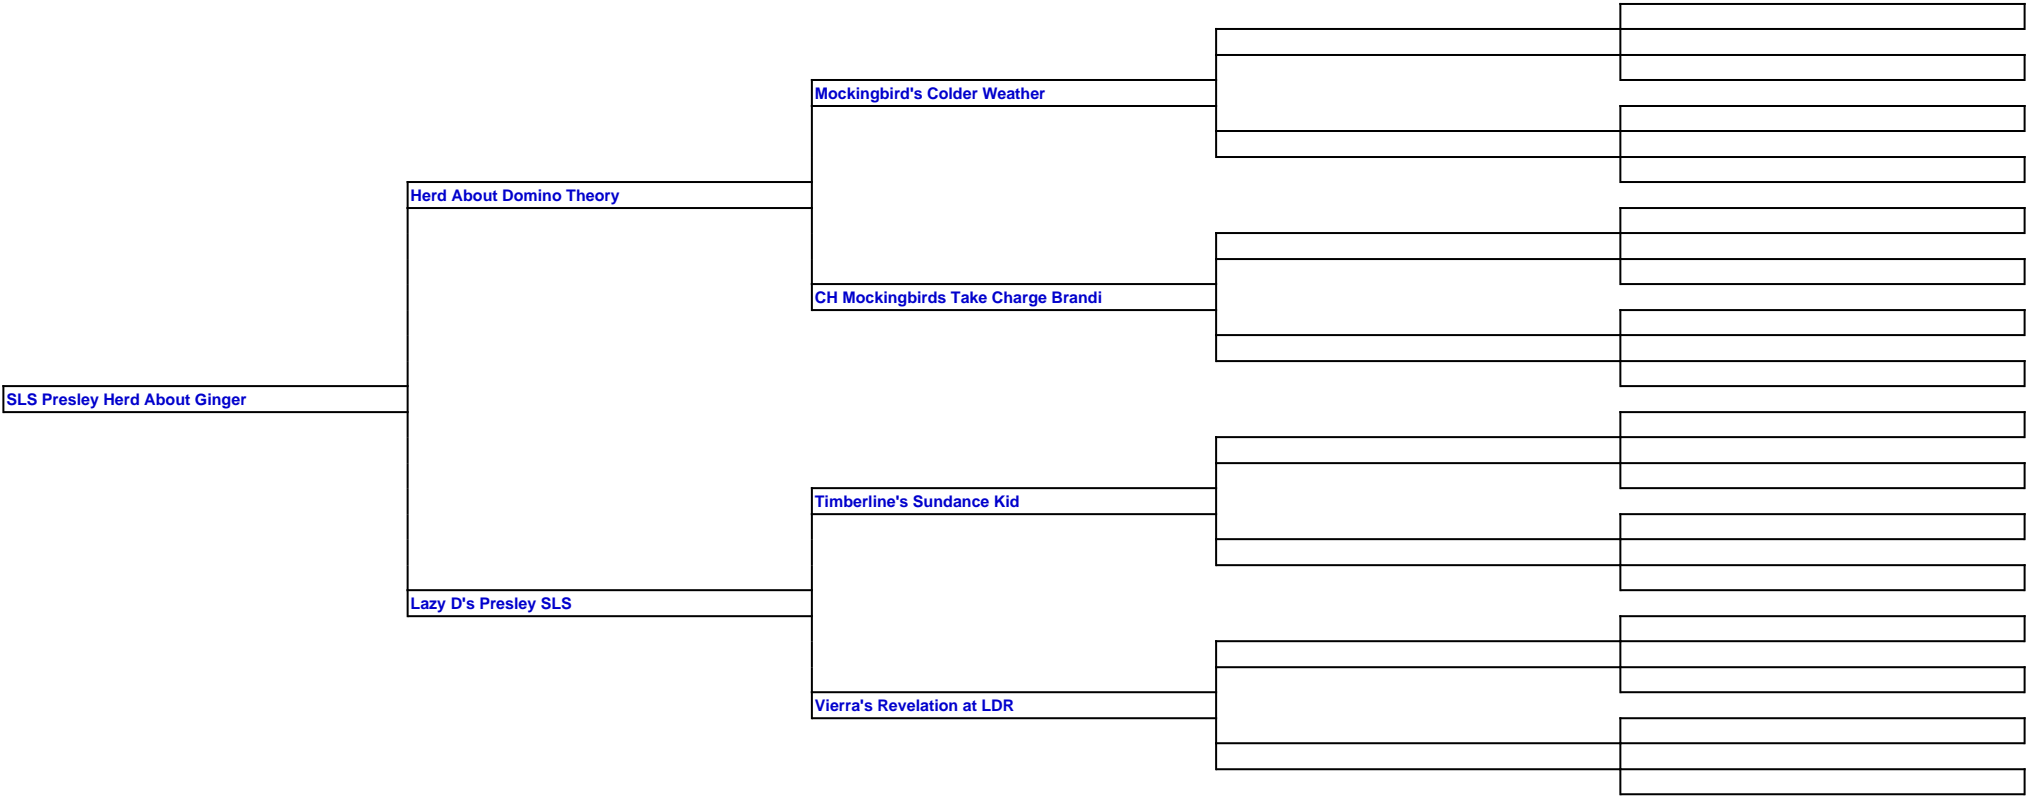 Mockingbird's Colder Weather
Herd About Domino Theory
CH Mockingbirds Take Charge Brandi
SLS Presley Herd About Ginger
Timberline's Sundance Kid
Lazy D's Presley SLS
Vierra's Revelation at LDR